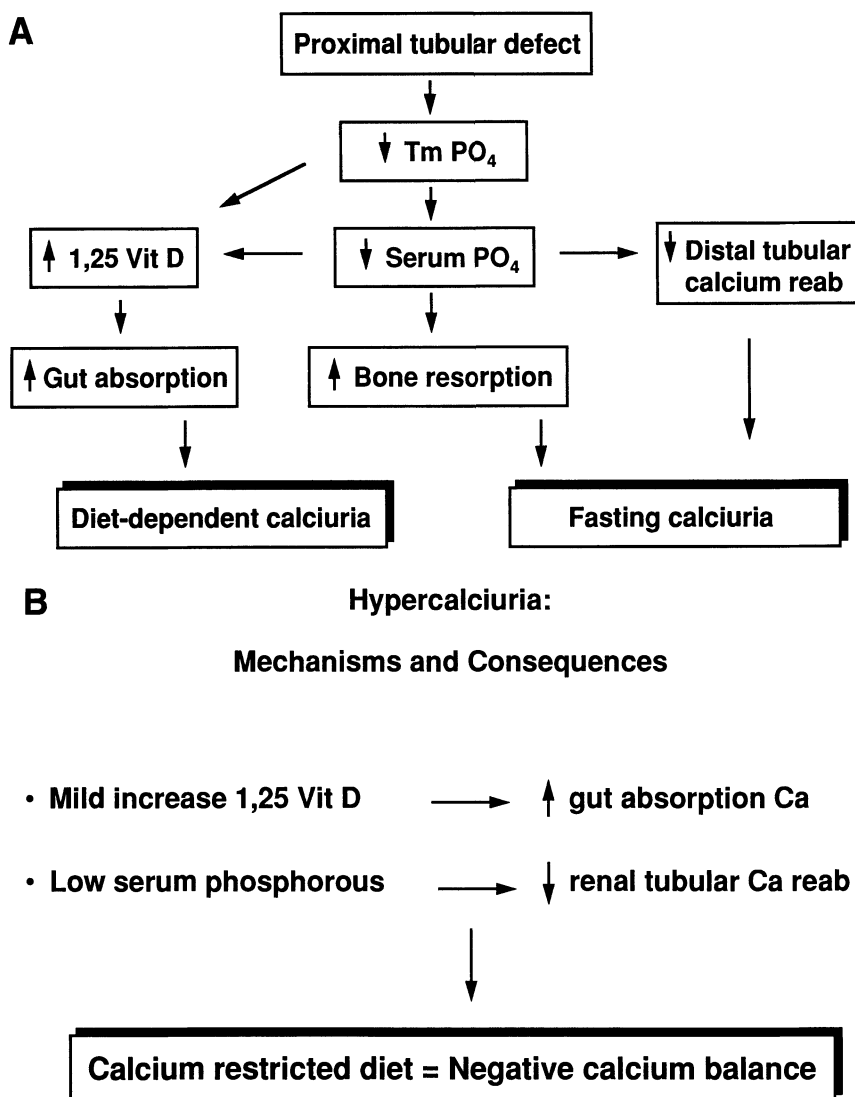 A
Proximal tubular defect
↓ Tm PO₄
↑ 1,25 Vit D
↓ Serum PO₄
↓ Distal tubular
calcium reab
↑ Gut absorption
↑ Bone resorption
Diet-dependent calciuria
Fasting calciuria
B
Hypercalciuria:
Mechanisms and Consequences
• Mild increase 1,25 Vit D → ↑ gut absorption Ca
• Low serum phosphorous → ↓ renal tubular Ca reab
Calcium restricted diet = Negative calcium balance